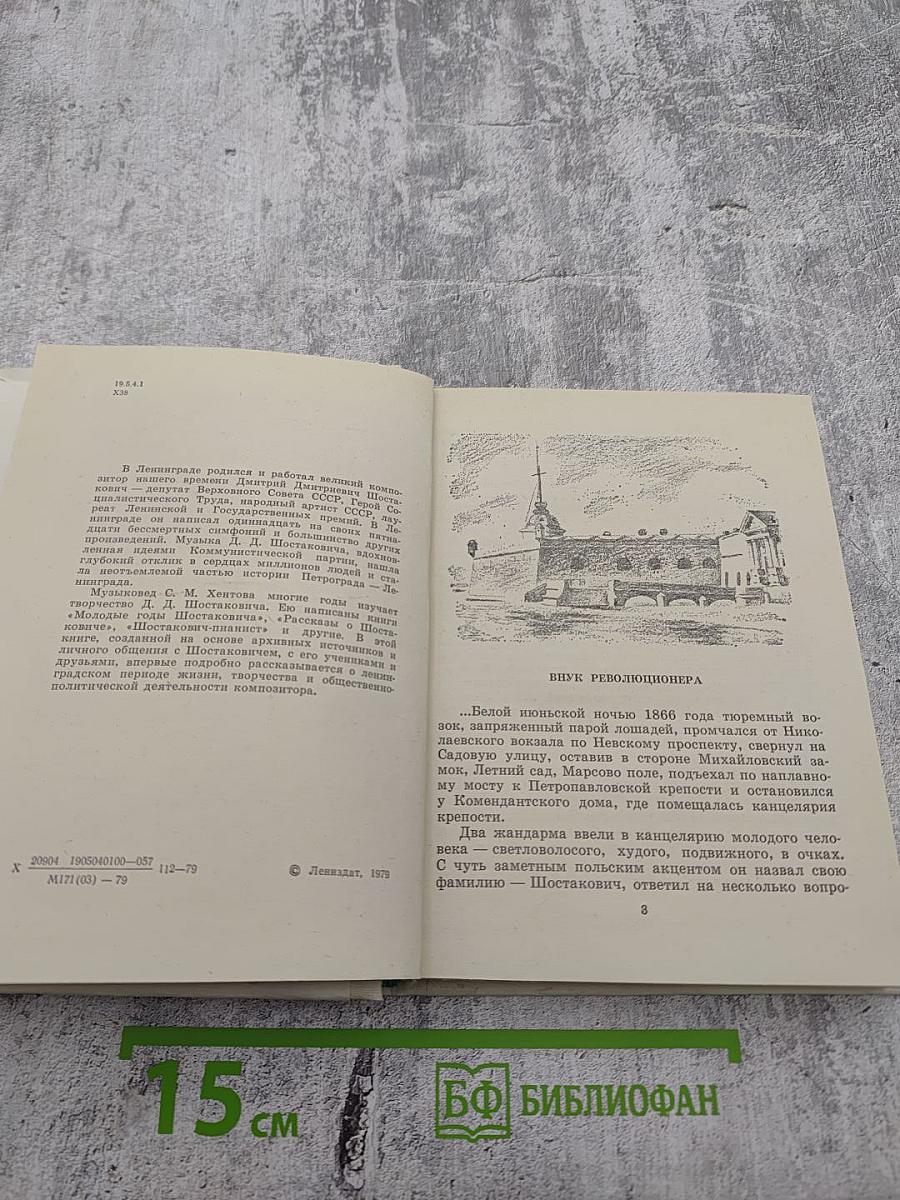 19.5.4.1
Х38
В Ленинграде родился и работал великий компо-
зитор нашего времени Дмитрий Дмитриевич Шоста-
кович — депутат Верховного Совета СССР, Герой Со-
циалистического Труда, народный артист СССР, лау-
реат Ленинской и Государственных премий. В Ле-
нинграде он написал одиннадцать из своих пятна-
дцати бессмертных симфоний и большинство других
произведений. Музыка Д. Д. Шостаковича, вдохнов-
ленная идеями Коммунистической партии, нашла
глубокий отклик в сердцах миллионов людей и ста-
ла неотъемлемой частью истории Петрограда — Ле-
нинграда.
Музыковед С. М. Хентова многие годы изучает
творчество Д. Д. Шостаковича. Ею написаны книги
«Молодые годы Шостаковича», «Рассказы о Шоста-
ковиче», «Шостакович-пианист» и другие. В этой
книге, созданной на основе архивных источников и
личного общения с Шостаковичем, с его учениками и
друзьями, впервые подробно рассказывается о ленин-
градском периоде жизни, творчества и общественно-
политической деятельности композитора.
Х 20904 1905040100—057 112—79
М171(03) — 79
© Лениздат, 1979
ВНУК РЕВОЛЮЦИОНЕРА
...Белой июньской ночью 1866 года тюремный во-
зок, запряженный парой лошадей, промчался от Нико-
лаевского вокзала по Невскому проспекту, свернул на
Садовую улицу, оставив в стороне Михайловский за-
мок, Летний сад, Марсово поле, подъехал по наплавно-
му мосту к Петропавловской крепости и остановился
у Комендантского дома, где помещалась канцелярия
крепости.
Два жандарма ввели в канцелярию молодого чело-
века — светловолосого, худого, подвижного, в очках.
С чуть заметным польским акцентом он назвал свою
фамилию — Шостакович, ответил на несколько вопро-
3
15 см
БФ БИБЛИОФАН